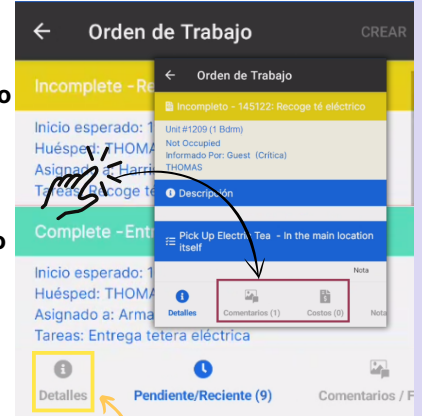 Orden de Trabajo
CREAR
Incomplete -Re
Inicio esperado: 1
Huésped: THOMA
Asignado a: Harri
Tareas: Recoge te
Complete -Entr
Inicio esperado: 1
Huésped: THOMA
Asignado a: Arma
Tareas: Entrega tetera eléctrica
Detalles
Pendiente/Reciente (9)
Comentarios / F
Orden de Trabajo
Incompleto - 145122: Recoge té eléctrico
Unit#1209 (1 Bdrm)
Not Occupied
Informado Por: Guest (Crítica)
THOMAS
Descripción
Pick Up Electric Tea - In the main location
itself
Nota
Detalles
Comentarios (1)
Costos (0)
Nota
o
o